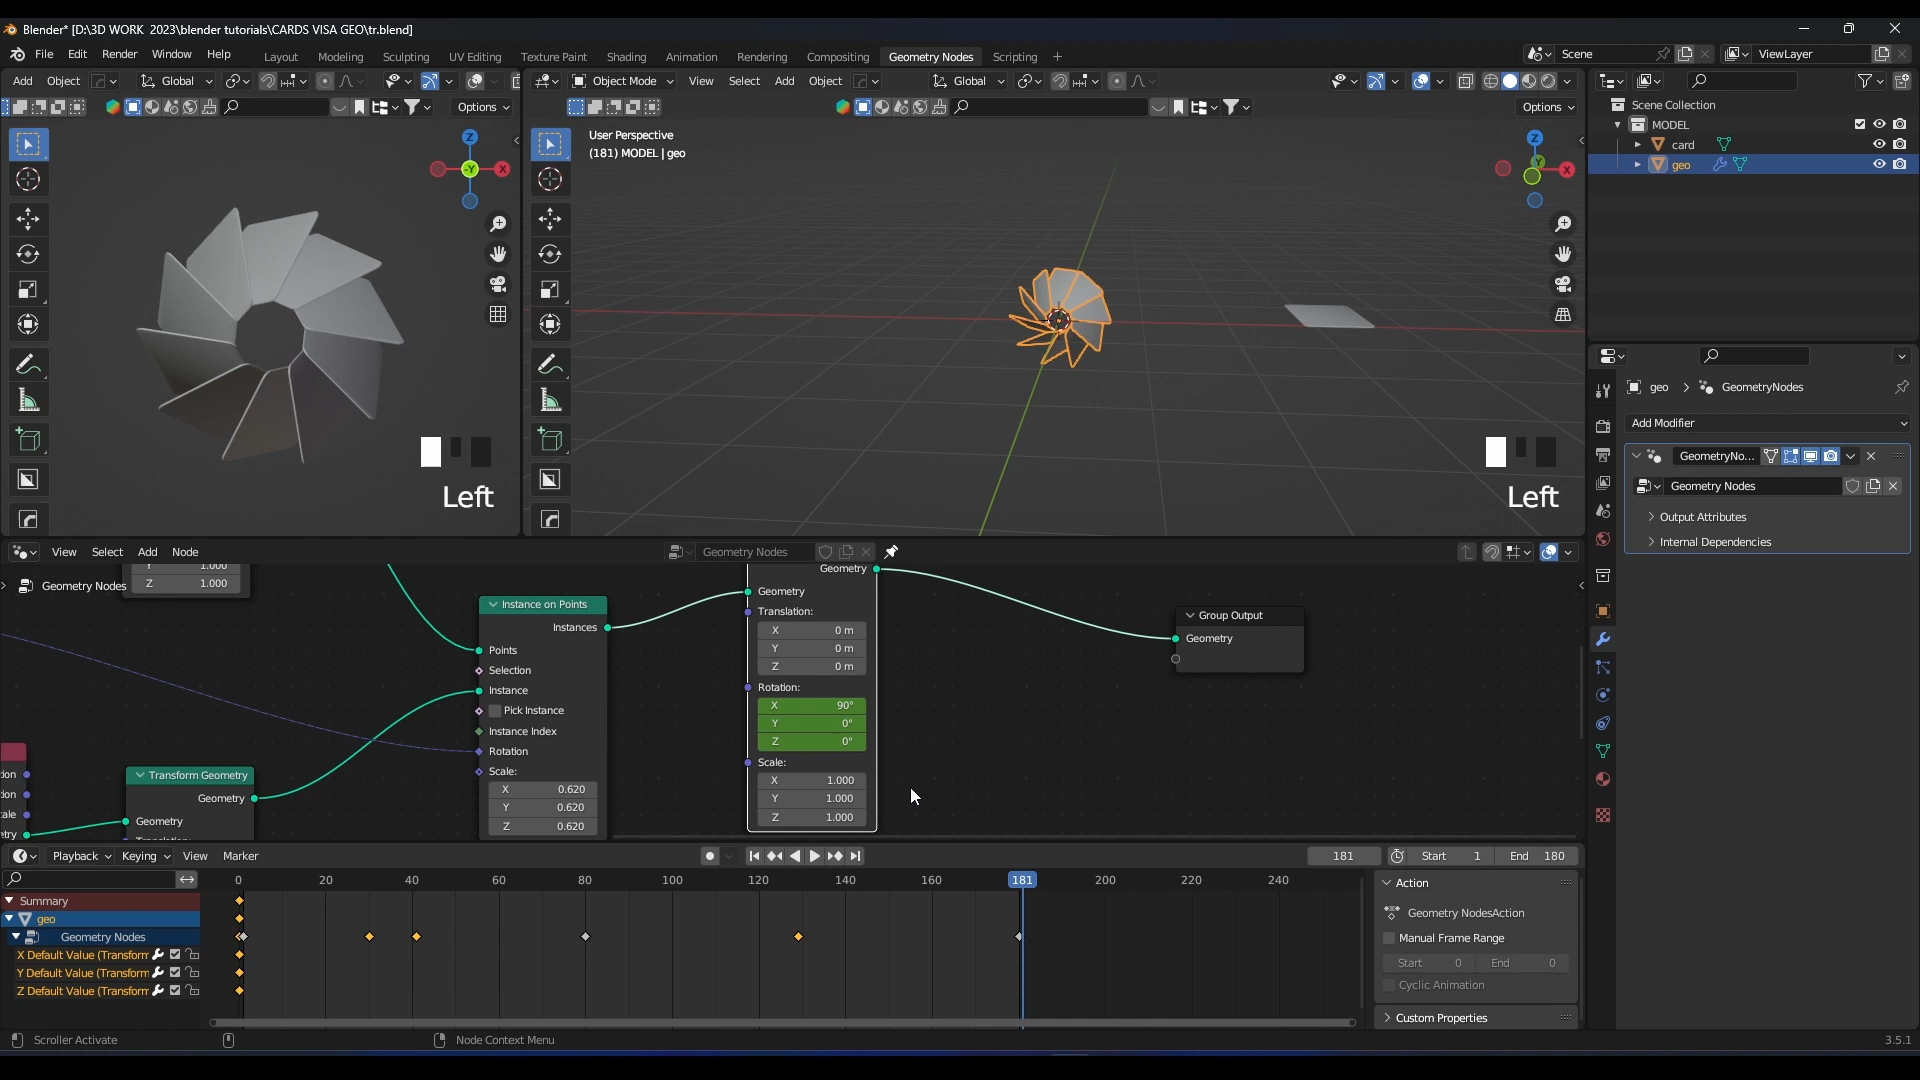 Blender* [D:\3D WORK 2023\blender tutorials\CARDS VISA GEO\tr.blend]
File Edit Render Window Help Layout Modeling Sculpting UV Editing Texture Paint Shading Animation Rendering Compositing Geometry Nodes Scripting + Scene ViewLayer
Add Object Global Object Mode View Select Add Object Global
Options Options
Scene Collection
MODEL
card
geo
User Perspective
(181) MODEL | geo
Z X -Y
Z X Y
Left
Left
geo > GeometryNodes
Add Modifier
GeometryNo...
Geometry Nodes
Output Attributes
Internal Dependencies
View Select Add Node Geometry Nodes
Geometry Nodes
Y 1.000
Z 1.000
Instance on Points
Instances
Points
Selection
Instance
Pick Instance
Instance Index
Rotation
Scale:
X 0.620
Y 0.620
Z 0.620
Transform Geometry
Geometry
Geometry
Geometry
Geometry
Translation:
X 0 m
Y 0 m
Z 0 m
Rotation:
X 90°
Y 0°
Z 0°
Scale:
X 1.000
Y 1.000
Z 1.000
Group Output
Geometry
Playback Keying View Marker 181 Start 1 End 180
0 20 40 60 80 100 120 140 160 181 200 220 240
Summary
geo
Geometry Nodes
X Default Value (Transform
Y Default Value (Transform
Z Default Value (Transform
Action
Geometry NodesAction
Manual Frame Range
Start 0 End 0
Cyclic Animation
Custom Properties
Scroller Activate Node Context Menu 3.5.1